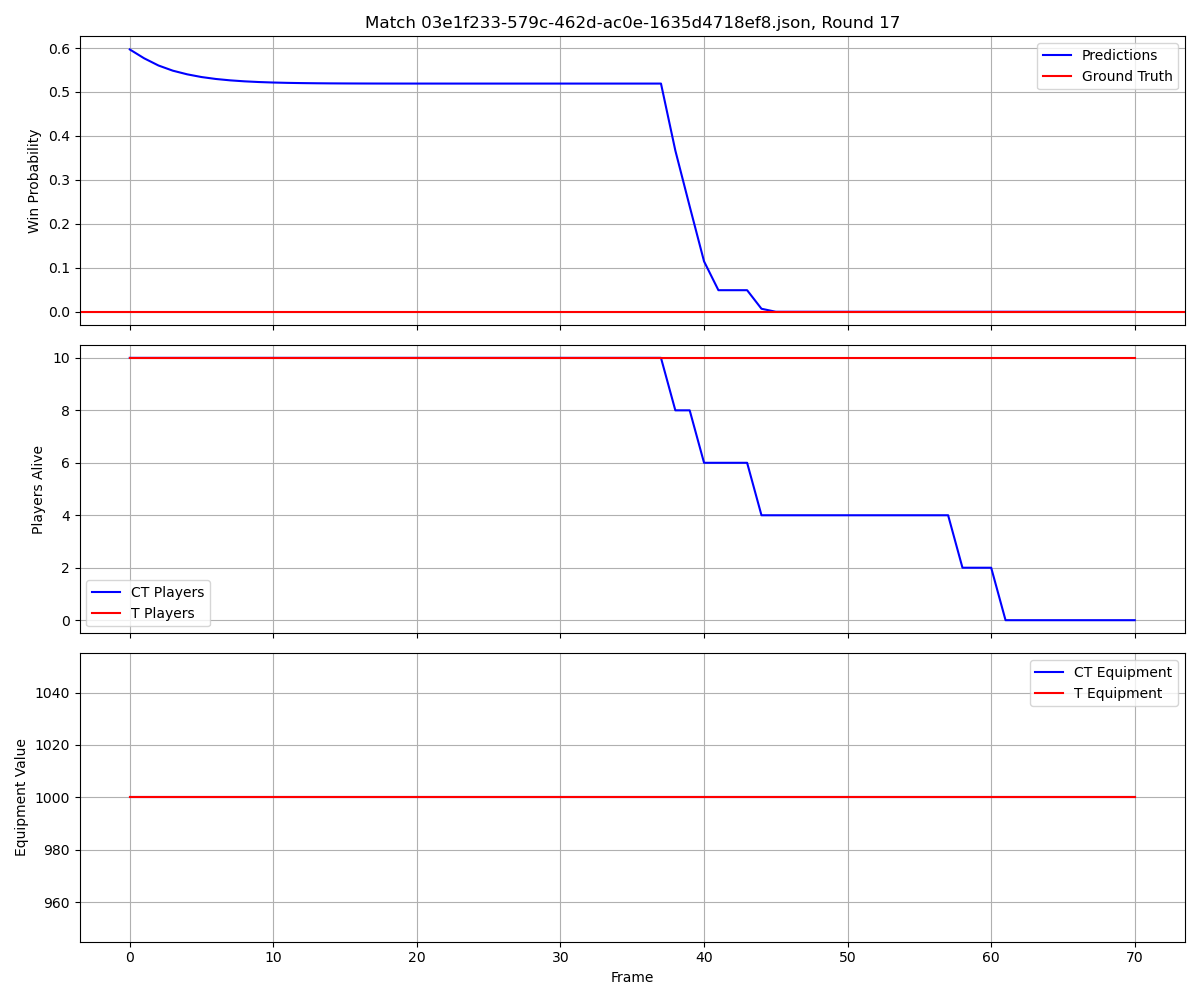 Match 03e1f233-579c-462d-ac0e-1635d4718ef8.json, Round 17
Win Probability
0.6
0.5
0.4
0.3
0.2
0.1
0.0
Predictions
Ground Truth
Players Alive
10
8
6
4
2
0
CT Players
T Players
Equipment Value
1040
1020
1000
980
960
CT Equipment
T Equipment
0 10 20 30 40 50 60 70
Frame